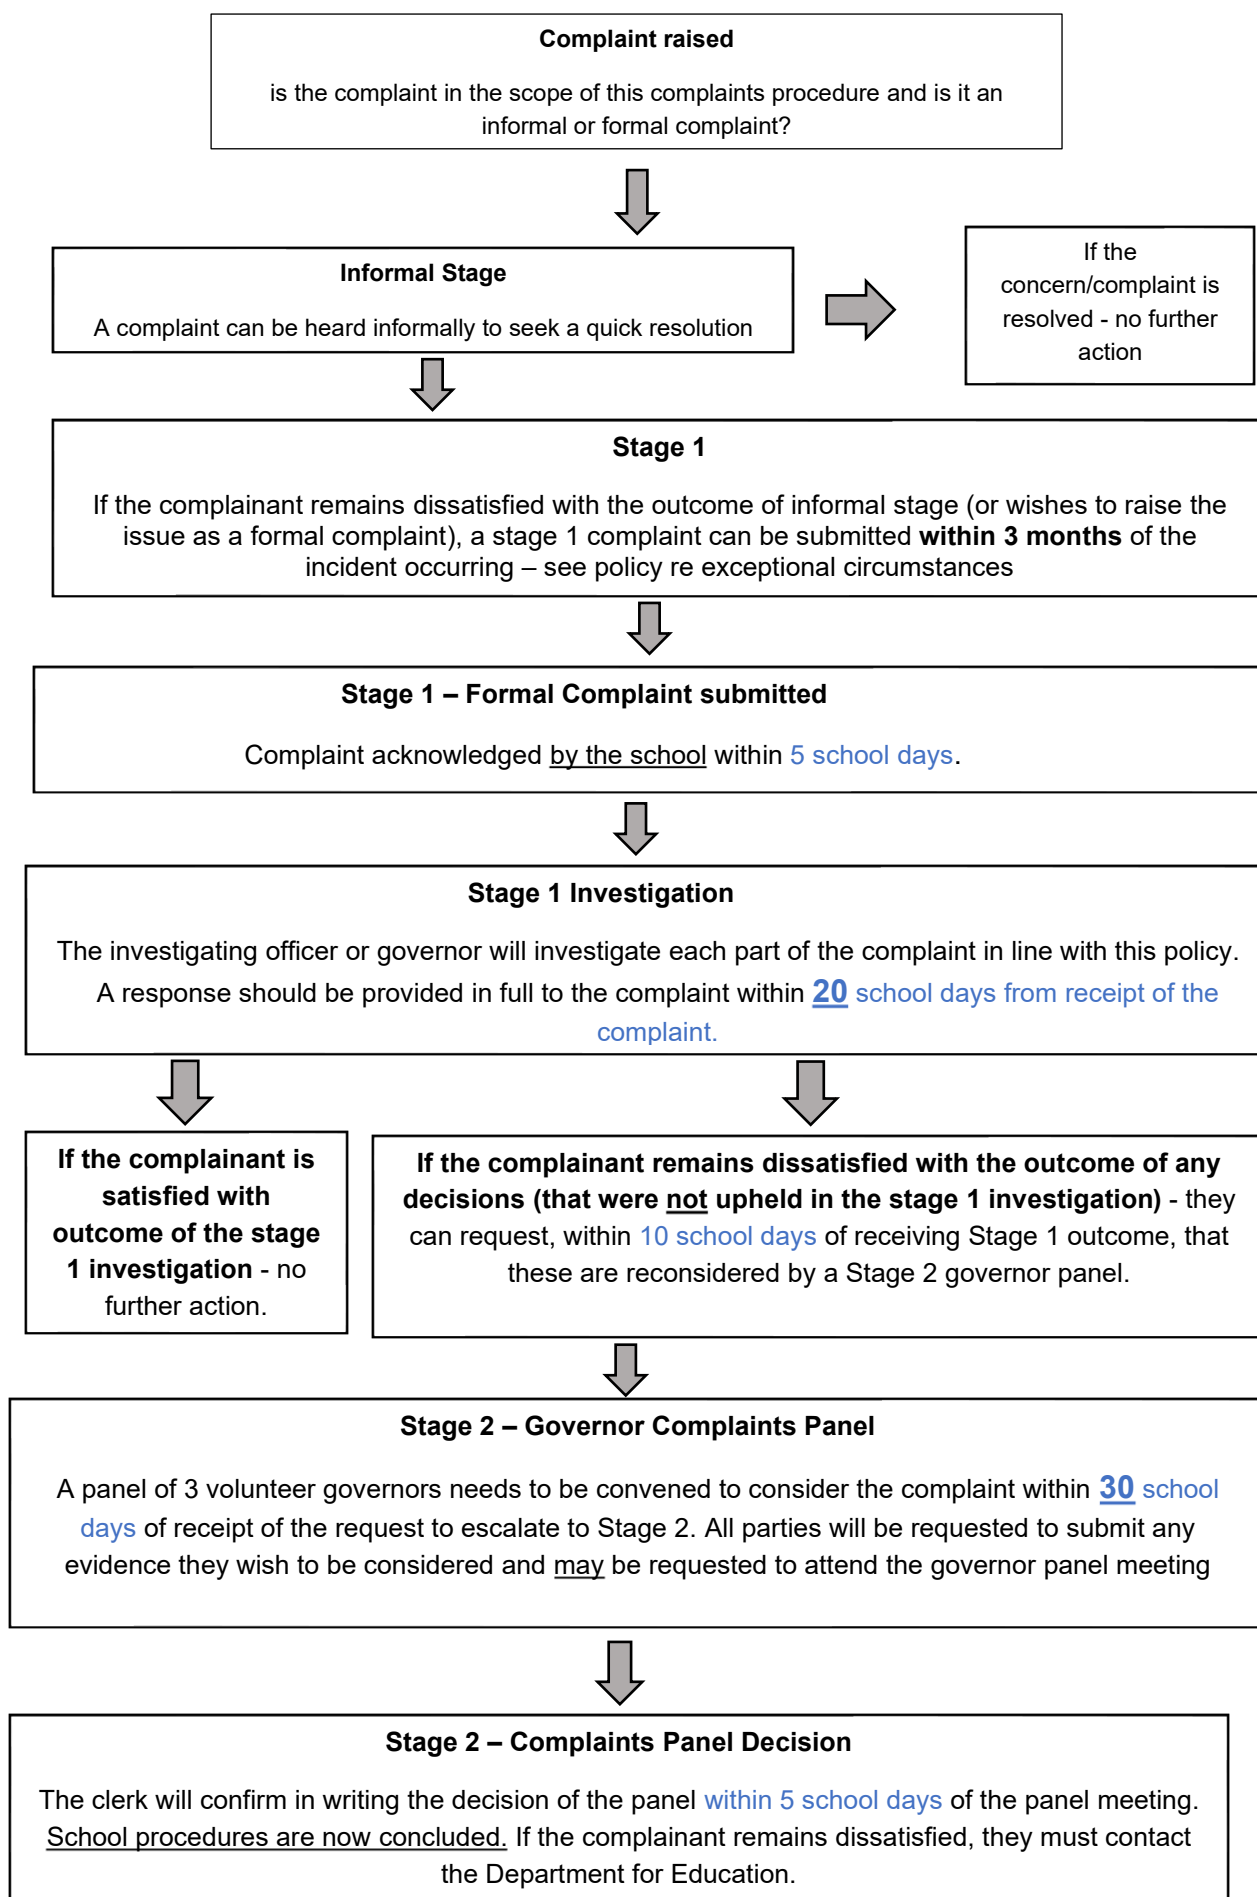 Complaint raised
is the complaint in the scope of this complaints procedure and is it an
informal or formal complaint?
Informal Stage
A complaint can be heard informally to seek a quick resolution
If the
concern/complaint is
resolved - no further
action
Stage 1
If the complainant remains dissatisfied with the outcome of informal stage (or wishes to raise the
issue as a formal complaint), a stage 1 complaint can be submitted within 3 months of the
incident occurring – see policy re exceptional circumstances
Stage 1 – Formal Complaint submitted
Complaint acknowledged by the school within 5 school days.
Stage 1 Investigation
The investigating officer or governor will investigate each part of the complaint in line with this policy.
A response should be provided in full to the complaint within 20 school days from receipt of the
complaint.
If the complainant is
satisfied with
outcome of the stage
1 investigation - no
further action.
If the complainant remains dissatisfied with the outcome of any
decisions (that were not upheld in the stage 1 investigation) - they
can request, within 10 school days of receiving Stage 1 outcome, that
these are reconsidered by a Stage 2 governor panel.
Stage 2 – Governor Complaints Panel
A panel of 3 volunteer governors needs to be convened to consider the complaint within 30 school
days of receipt of the request to escalate to Stage 2. All parties will be requested to submit any
evidence they wish to be considered and may be requested to attend the governor panel meeting
Stage 2 – Complaints Panel Decision
The clerk will confirm in writing the decision of the panel within 5 school days of the panel meeting.
School procedures are now concluded. If the complainant remains dissatisfied, they must contact
the Department for Education.